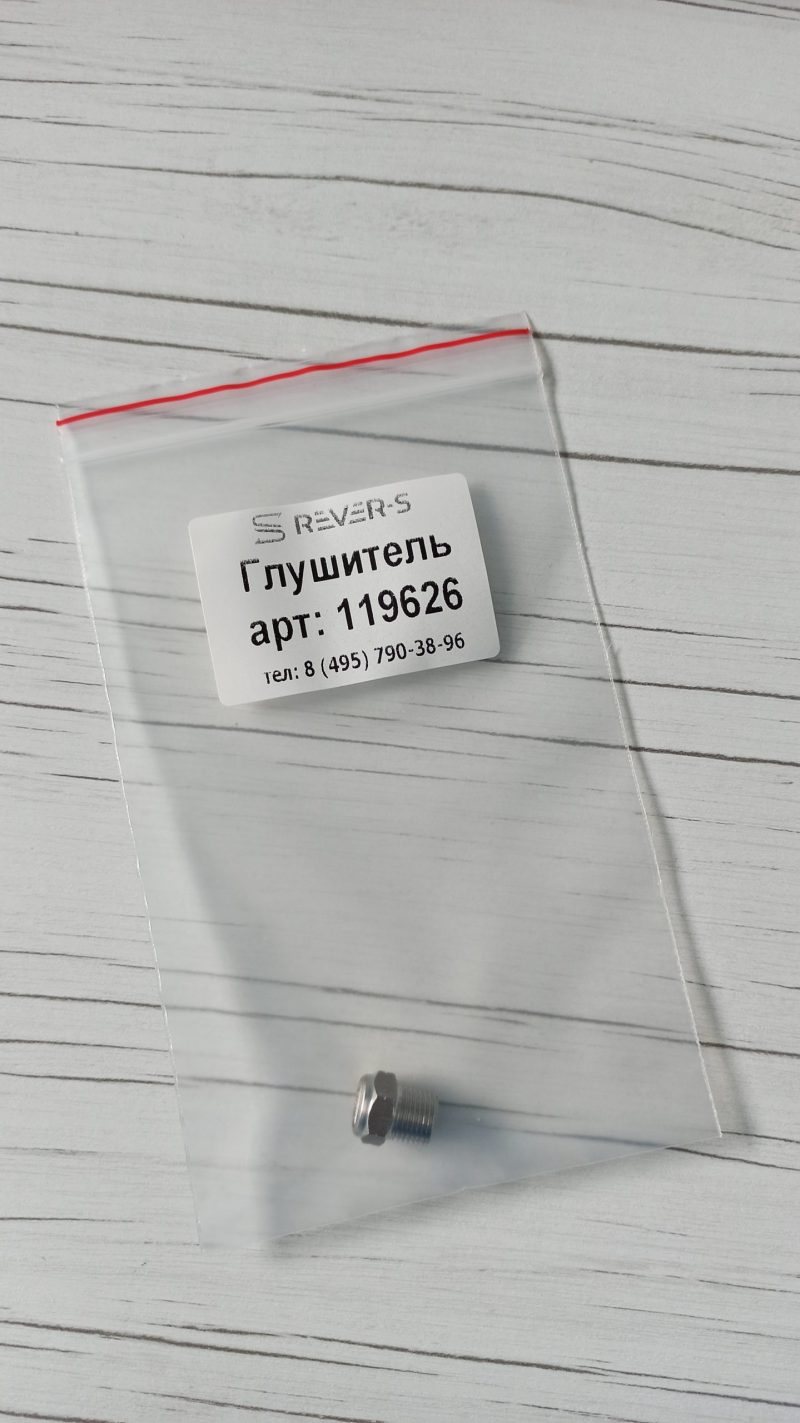 REVER-S
Глушитель
арт: 119626
тел: 8 (495) 790-38-96